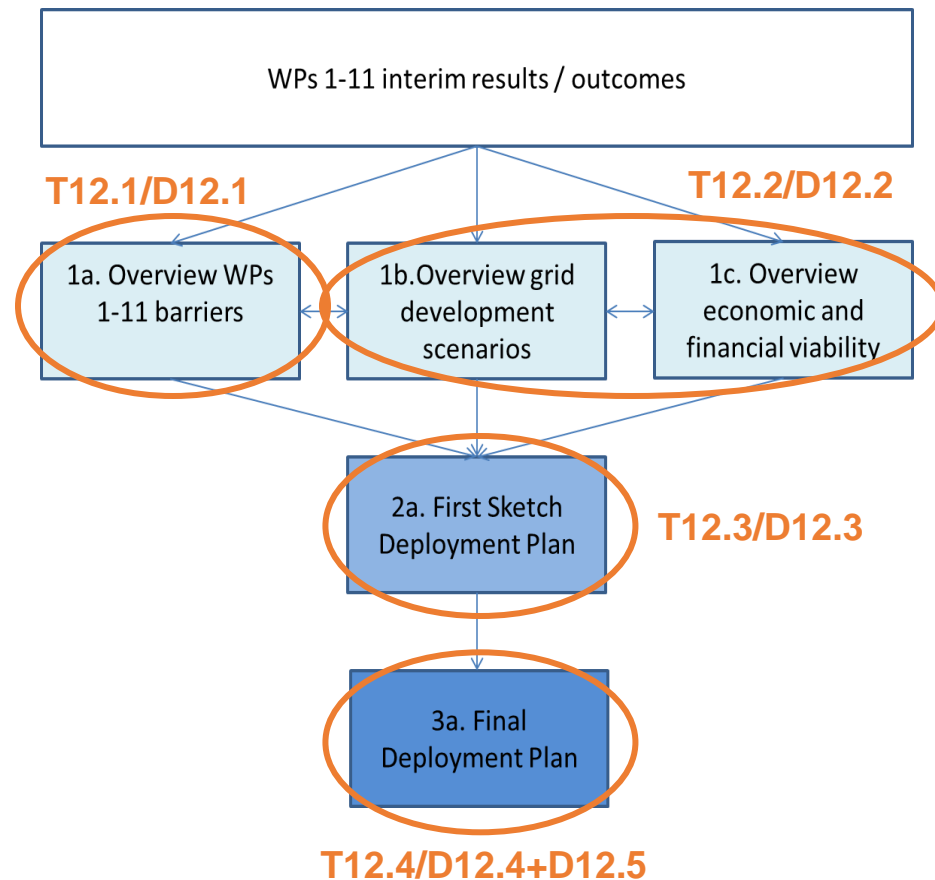 WPs 1-11 interim results / outcomes
T12.1/D12.1
T12.2/D12.2
1a. Overview WPs
1-11 barriers
1b.Overview grid
development
scenarios
1c. Overview
economic and
financial viability
2a. First Sketch
Deployment Plan
T12.3/D12.3
3a. Final
Deployment Plan
T12.4/D12.4+D12.5